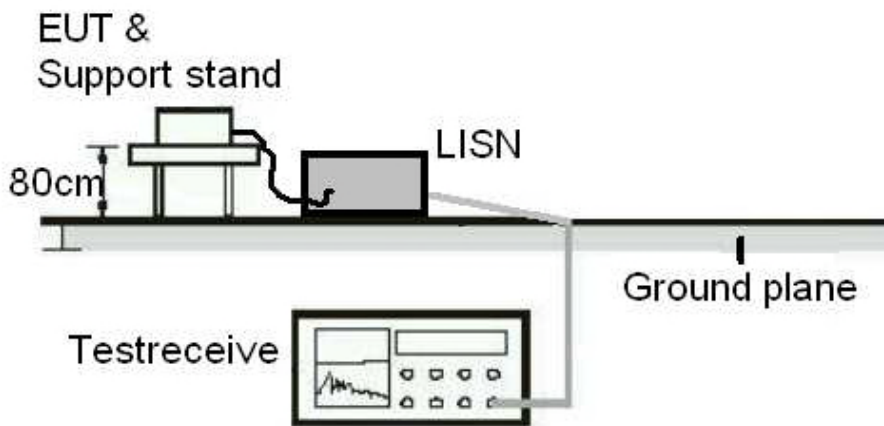 EUT &
Support stand
LISN
80cm
Ground plane
Testreceive